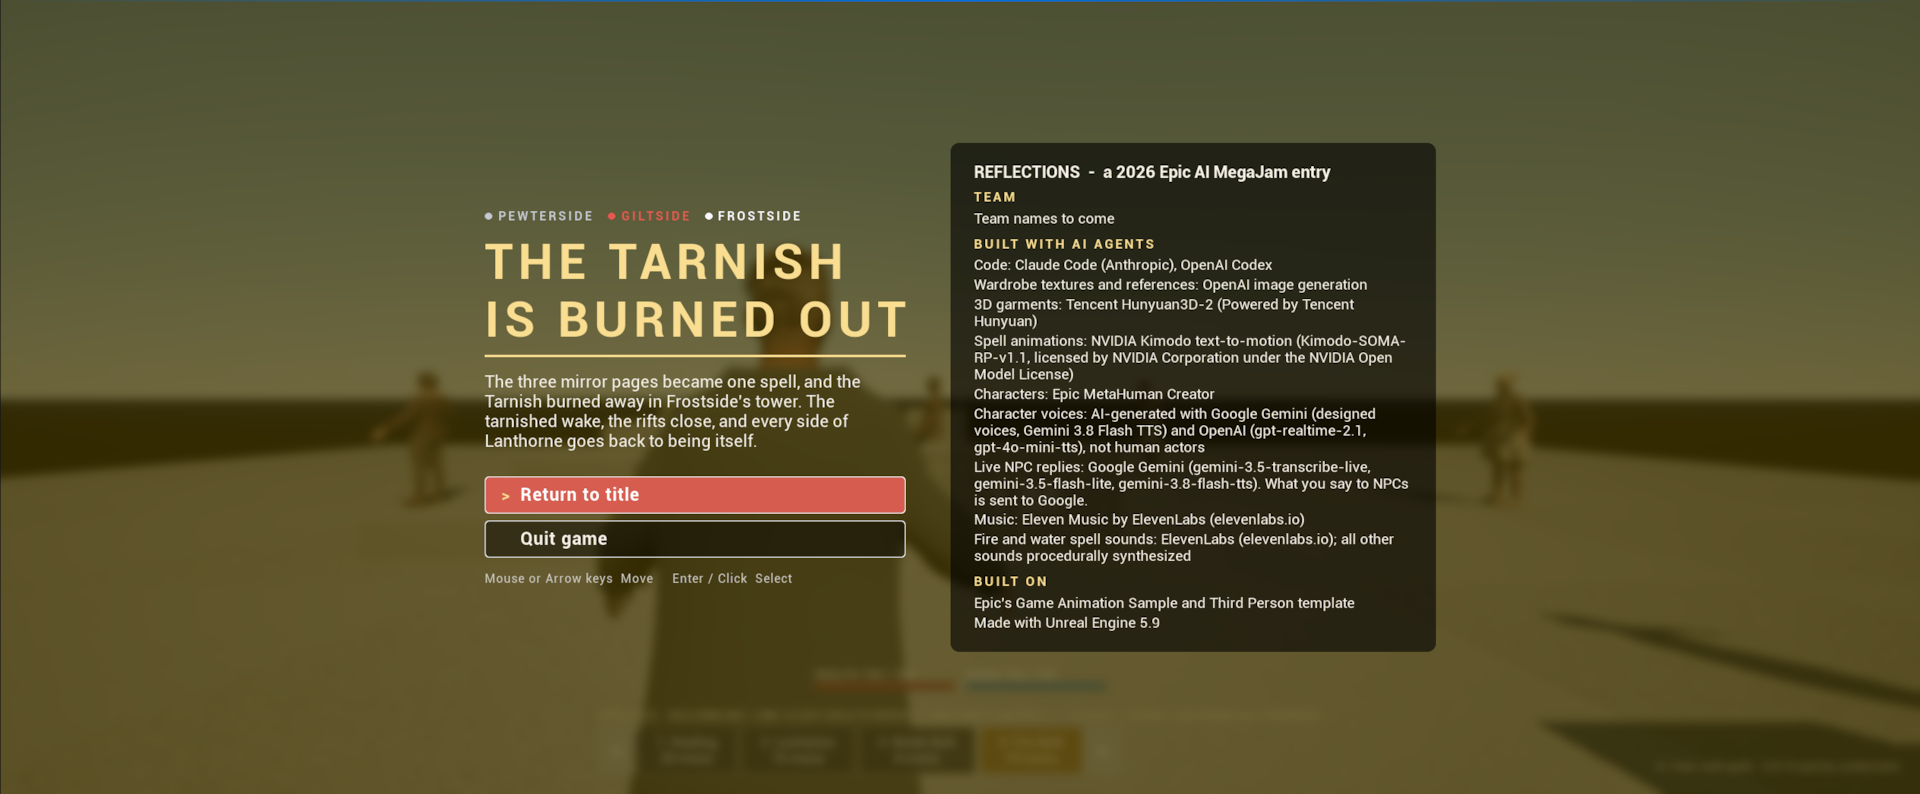 PEWTERSIDE GILTSIDE FROSTSIDE
THE TARNISH
IS BURNED OUT
The three mirror pages became one spell, and the
Tarnish burned away in Frostside's tower. The
tarnished wake, the rifts close, and every side of
Lanthorne goes back to being itself.
> Return to title
Quit game
Mouse or Arrow keys Move Enter / Click Select
REFLECTIONS - a 2026 Epic AI MegaJam entry
TEAM
Team names to come
BUILT WITH AI AGENTS
Code: Claude Code (Anthropic), OpenAI Codex
Wardrobe textures and references: OpenAI image generation
3D garments: Tencent Hunyuan3D-2 (Powered by Tencent
Hunyuan)
Spell animations: NVIDIA Kimodo text-to-motion (Kimodo-SOMA-
RP-v1.1, licensed by NVIDIA Corporation under the NVIDIA Open
Model License)
Characters: Epic MetaHuman Creator
Character voices: AI-generated with Google Gemini (designed
voices, Gemini 3.8 Flash TTS) and OpenAI (gpt-realtime-2.1,
gpt-4o-mini-tts), not human actors
Live NPC replies: Google Gemini (gemini-3.5-transcribe-live,
gemini-3.5-flash-lite, gemini-3.8-flash-tts). What you say to NPCs
is sent to Google.
Music: Eleven Music by ElevenLabs (elevenlabs.io)
Fire and water spell sounds: ElevenLabs (elevenlabs.io); all other
sounds procedurally synthesized
BUILT ON
Epic's Game Animation Sample and Third Person template
Made with Unreal Engine 5.9